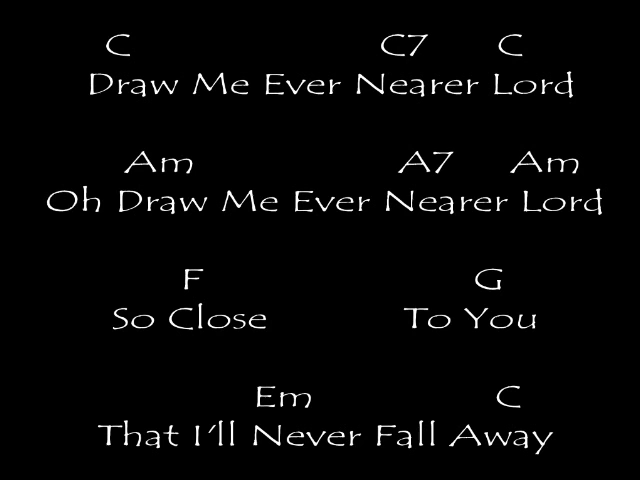 C C7 C
Draw Me Ever Nearer Lord
Am A7 Am
Oh Draw Me Ever Nearer Lord
F G
So Close To You
Em C
That I'll Never Fall Away